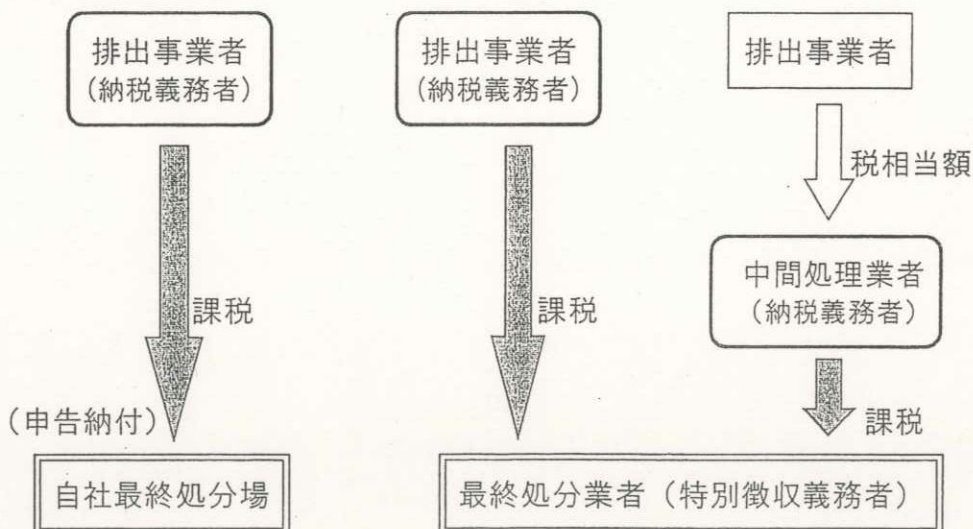 排出事業者
(納税義務者)
排出事業者
(納税義務者)
排出事業者
税相当額
中間処理業者
(納税義務者)
課税
課税
課税
(申告納付)
自社最終処分場
最終処分業者(特別徴収義務者)